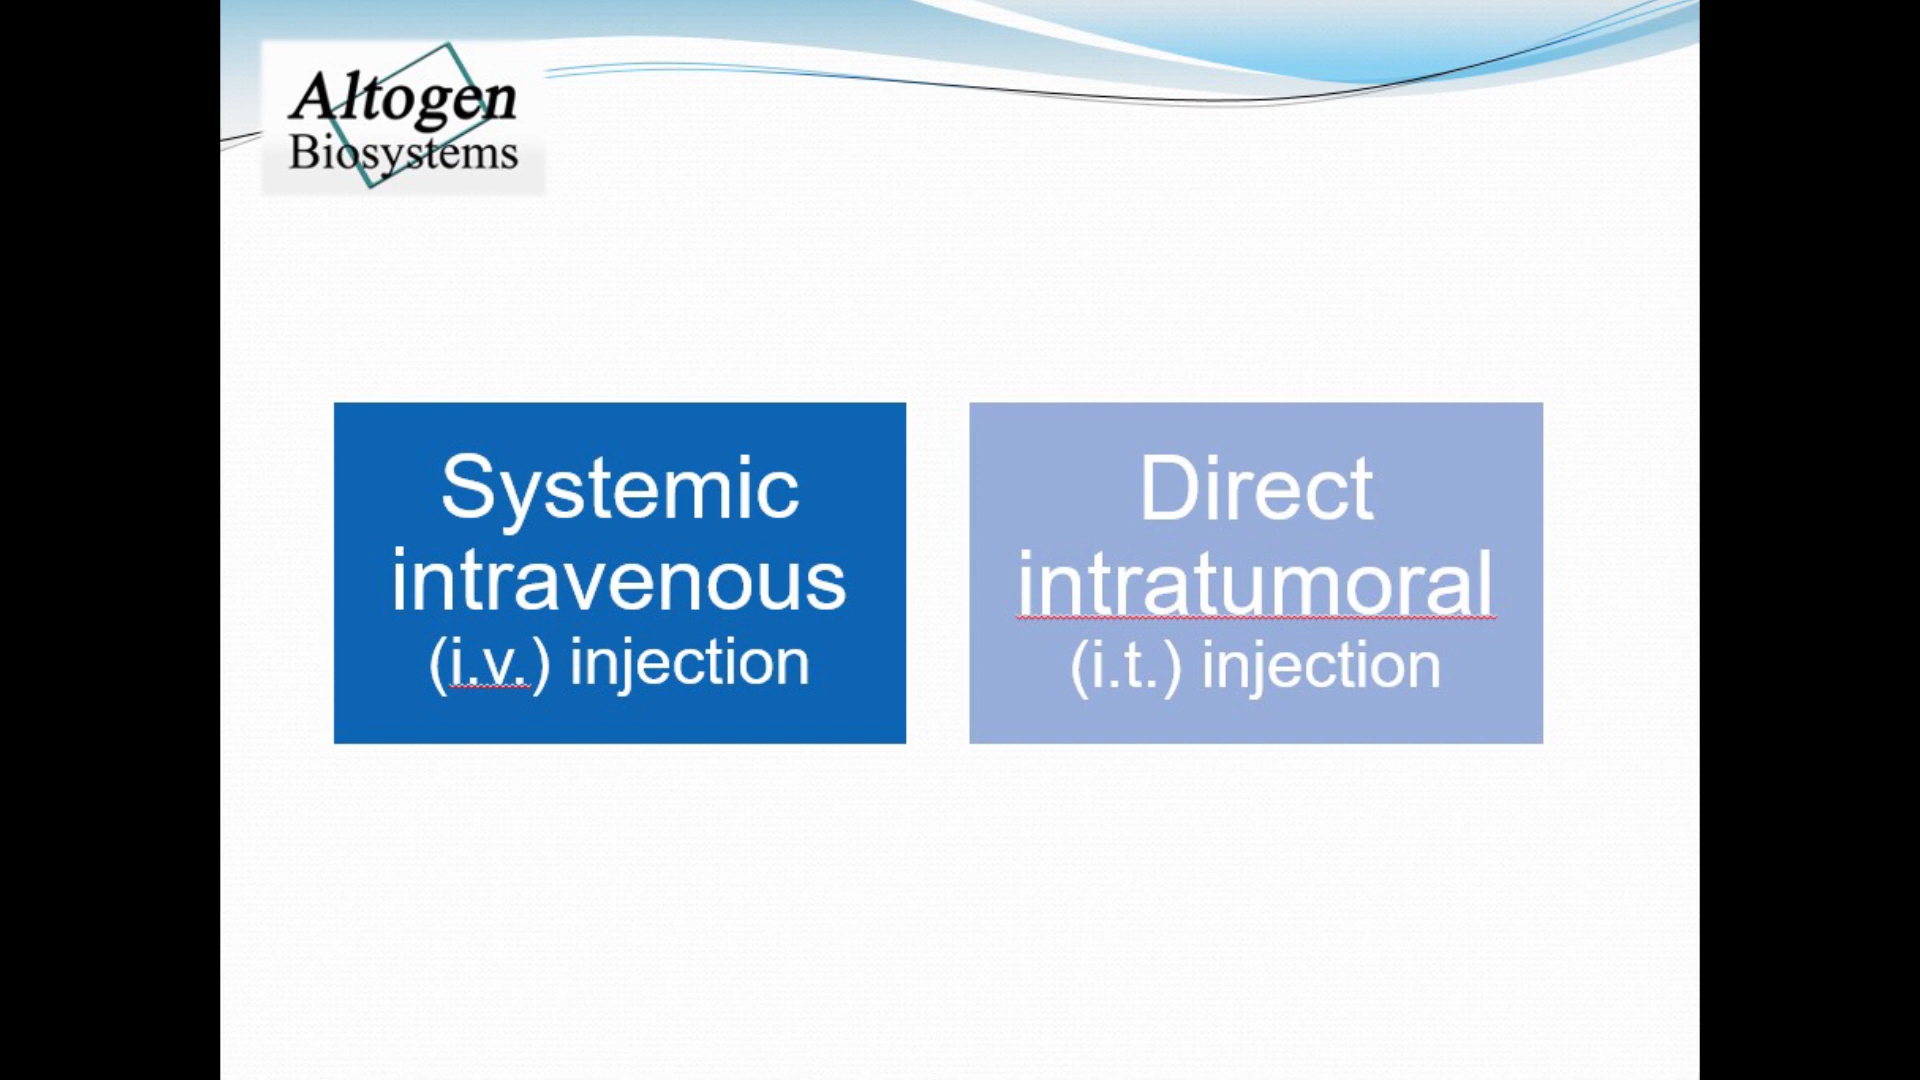 Altogen
Biosystems
Systemic
intravenous
(i.v.) injection
Direct
intratumoral
(i.t.) injection